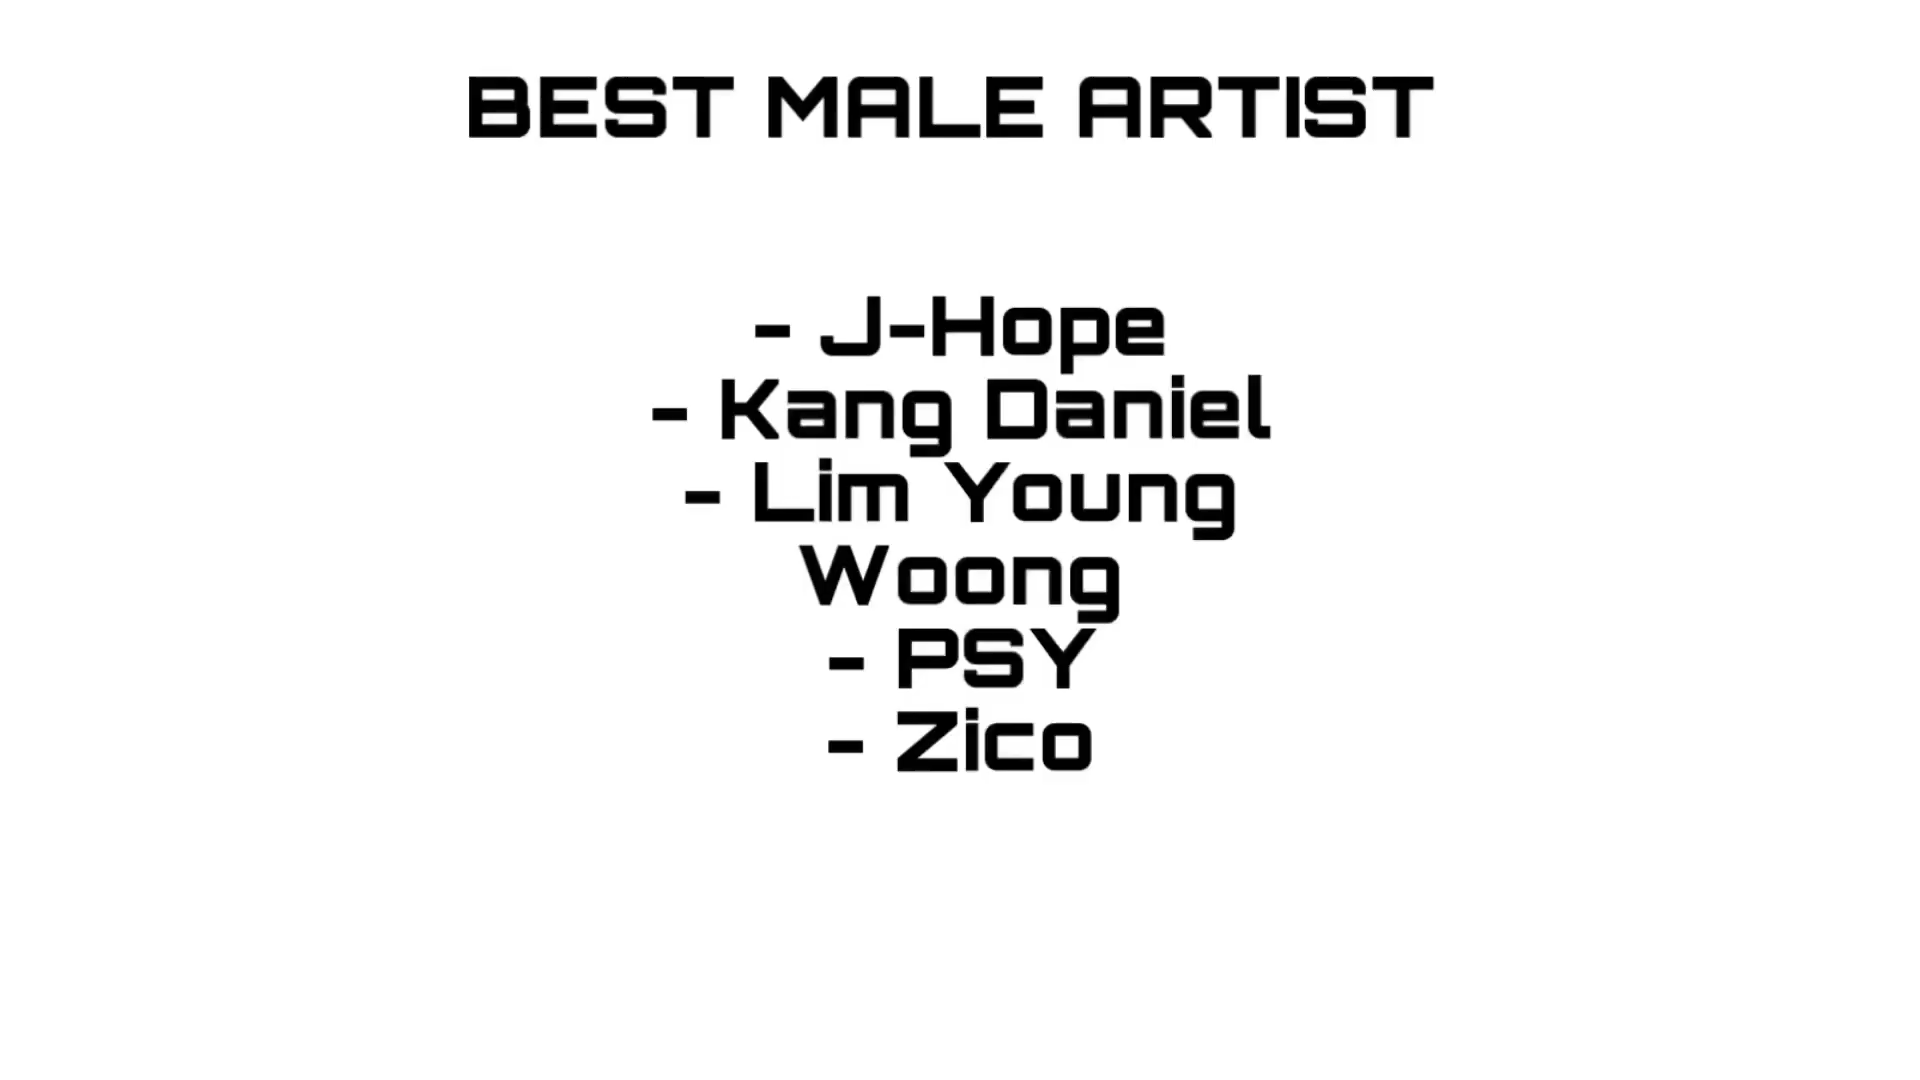 BEST MALE ARTIST
- J-Hope
- Kang Daniel
- Lim Young
Woong
- PSY
- Zico